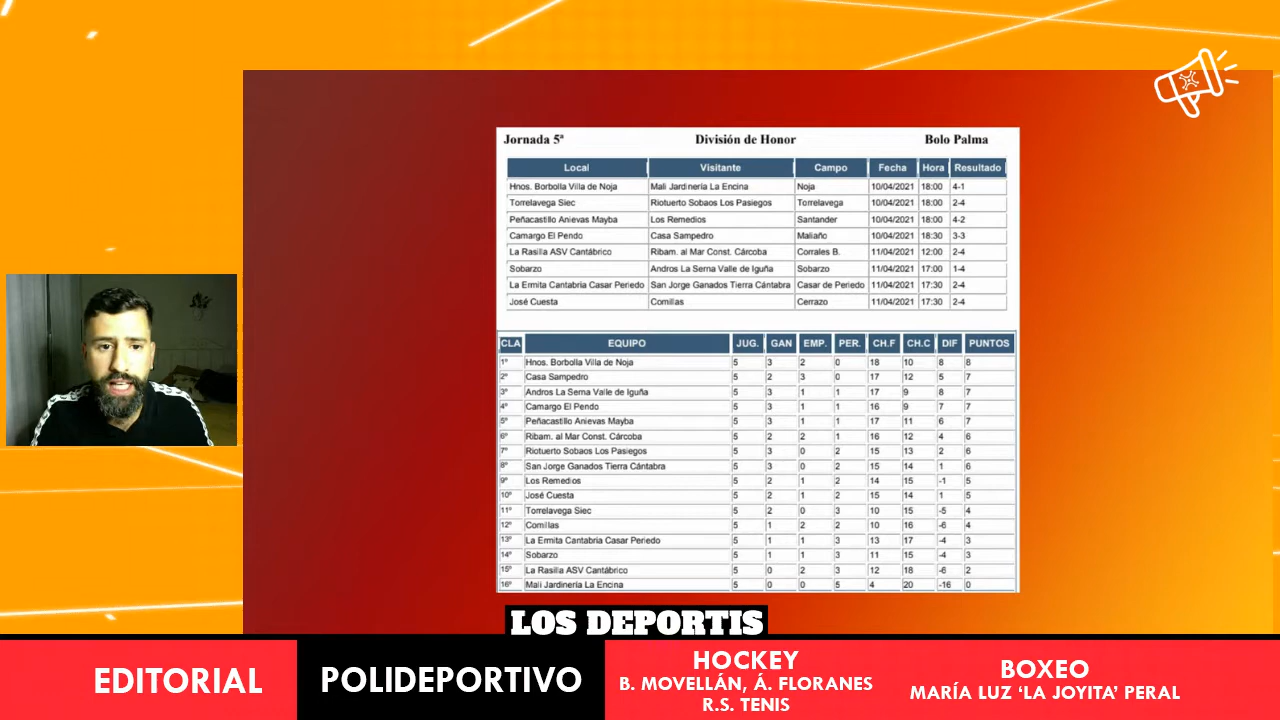 Jornada 5ª División de Honor Bolo Palma
Local Visitante Campo Fecha Hora Resultado
Hnos. Borbolla Villa de Noja Mali Jardinería La Encina Noja 10/04/2021 18:00 4-1
Torrelavega Siec Riotuerto Sobaos Los Pasiegos Torrelavega 10/04/2021 18:00 2-4
Peñacastillo Anievas Mayba Los Remedios Santander 10/04/2021 18:00 4-2
Camargo El Pendo Casa Sampedro Maliaño 10/04/2021 18:30 3-3
La Rasilla ASV Cantábrico Ribam. al Mar Const. Cárcoba Corrales B. 11/04/2021 12:00 2-4
Sobarzo Andros La Serna Valle de Iguña Sobarzo 11/04/2021 17:00 1-4
La Ermita Cantabria Casar Periedo San Jorge Ganados Tierra Cántabra Casar de Periedo 11/04/2021 17:30 2-4
José Cuesta Comillas Cerrazo 11/04/2021 17:30 2-4
CLA EQUIPO JUG. GAN EMP. PER. CH.F CH.C DIF PUNTOS
1º Hnos. Borbolla Villa de Noja 5 3 2 0 18 10 8 8
2º Casa Sampedro 5 2 3 0 17 12 5 7
3º Andros La Serna Valle de Iguña 5 3 1 1 17 9 8 7
4º Camargo El Pendo 5 3 1 1 16 9 7 7
5º Peñacastillo Anievas Mayba 5 3 1 1 17 11 6 7
6º Ribam. al Mar Const. Cárcoba 5 2 2 1 16 12 4 6
7º Riotuerto Sobaos Los Pasiegos 5 3 0 2 15 13 2 6
8º San Jorge Ganados Tierra Cántabra 5 3 0 2 15 14 1 6
9º Los Remedios 5 2 1 2 14 15 -1 5
10º José Cuesta 5 2 1 2 15 14 1 5
11º Torrelavega Siec 5 2 0 3 10 15 -5 4
12º Comillas 5 1 2 2 10 16 -6 4
13º La Ermita Cantabria Casar Periedo 5 1 1 3 13 17 -4 3
14º Sobarzo 5 1 1 3 11 15 -4 3
15º La Rasilla ASV Cantábrico 5 0 2 3 12 18 -6 2
16º Mali Jardinería La Encina 5 0 0 5 4 20 -16 0
LOS DEPORTIS
EDITORIAL
POLIDEPORTIVO
HOCKEY
B. MOVELLÁN, Á. FLORANES
R.S. TENIS
BOXEO
MARÍA LUZ ‘LA JOYITA’ PERAL